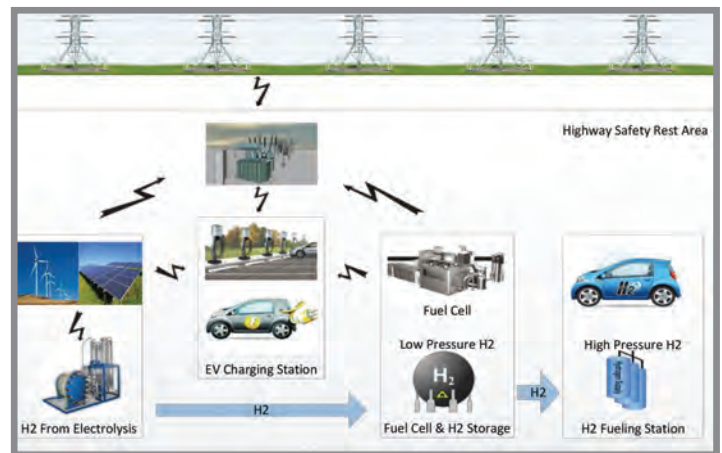 Highway Safety Rest Area
Fuel Cell
Low Pressure H2
High Pressure H2
H2
EV Charging Station
H2
H2
H2
H2 From Electrolysis
Fuel Cell & H2 Storage
H2 Fueling Station